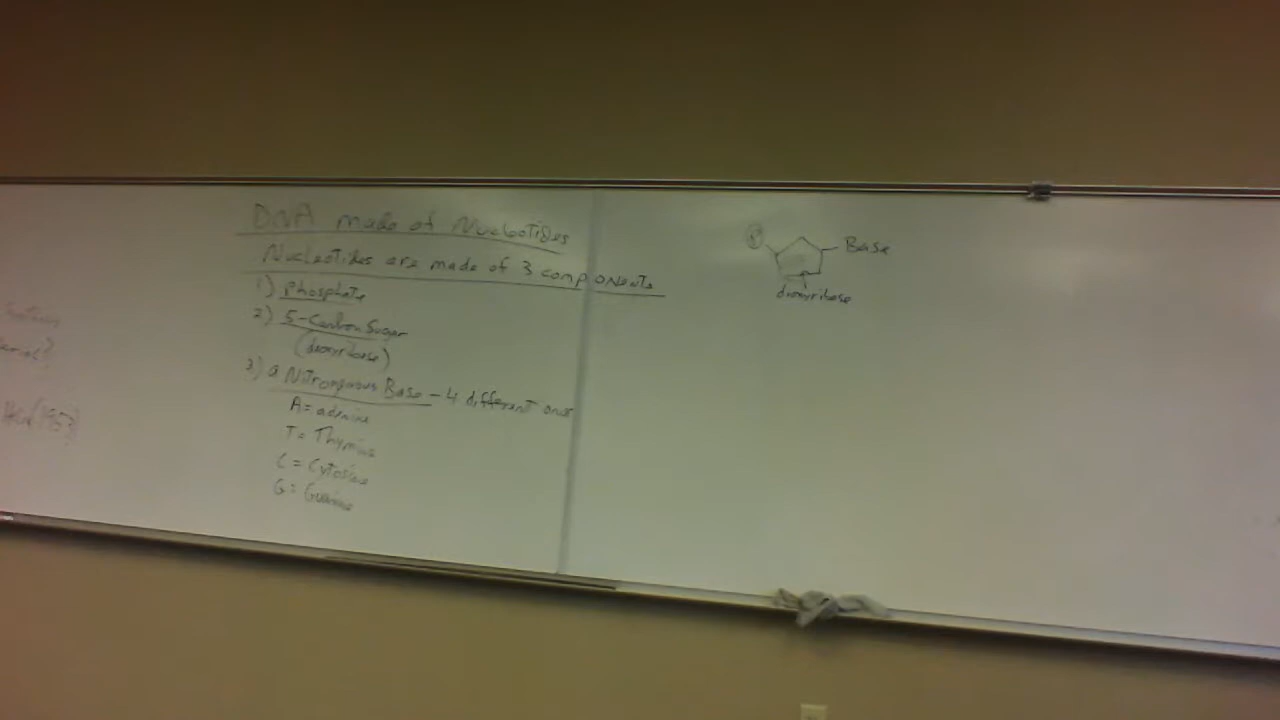 DNA made of Nucleotides
Nucleotides are made of 3 components
1) Phosphate
2) 5-Carbon Sugar
(deoxyribose)
3) a Nitrogenous Base - 4 different ones
A = adenine
T = Thymine
C = Cytosine
G = Guanine
P
Base
deoxyribose